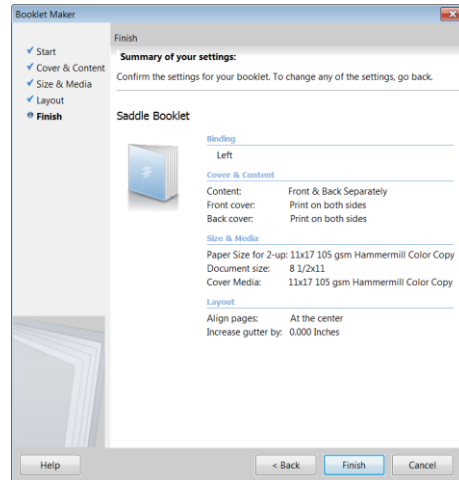 Booklet Maker
Start
Cover & Content
Size & Media
Layout
Finish
Finish
Summary of your settings:
Confirm the settings for your booklet. To change any of the settings, go back.
Saddle Booklet
Binding
Left
Cover & Content
Content: Front & Back Separately
Front cover: Print on both sides
Back cover: Print on both sides
Size & Media
Paper Size for 2-up: 11x17 105 gsm Hammermill Color Copy
Document size: 8 1/2x11
Cover Media: 11x17 105 gsm Hammermill Color Copy
Layout
Align pages: At the center
Increase gutter by: 0.000 Inches
Help < Back Finish Cancel